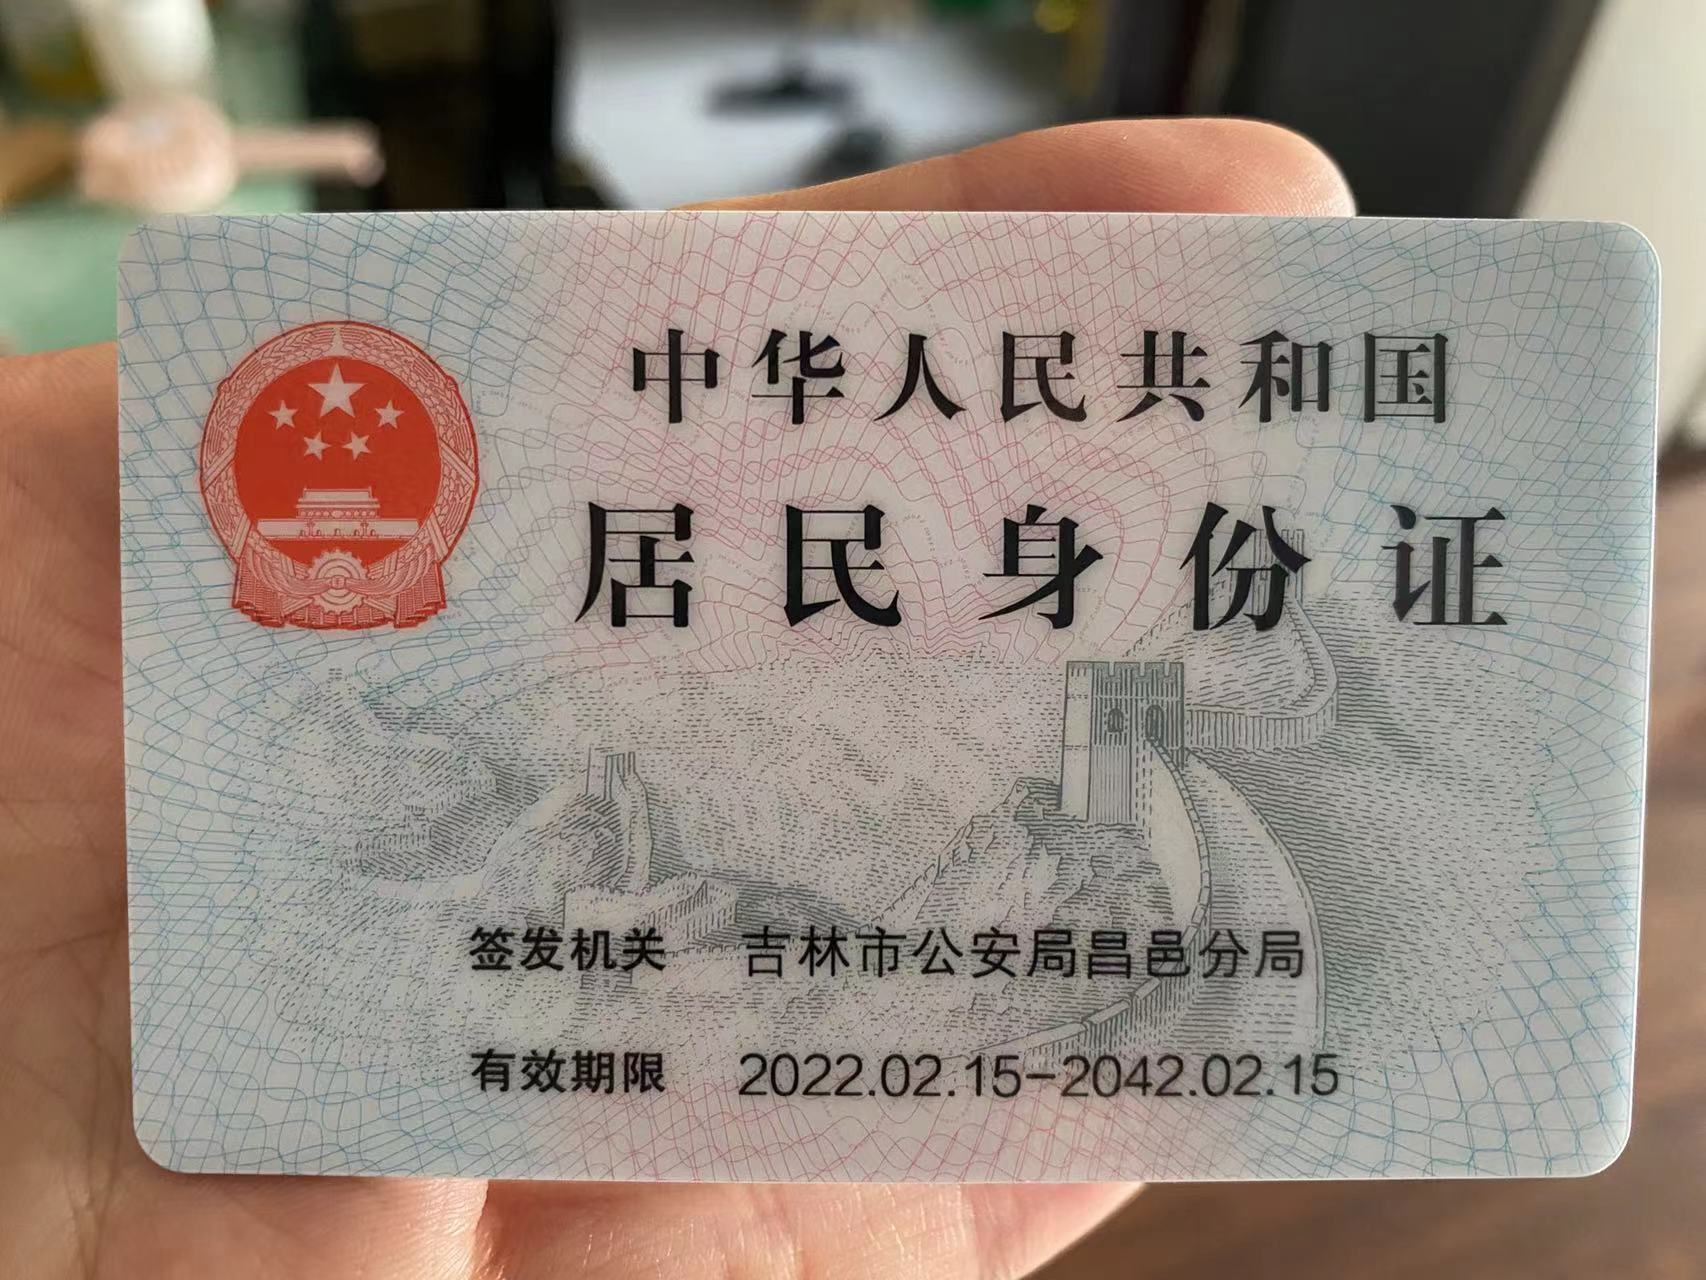 中华人民共和国
居民身份证
签发机关 吉林市公安局昌邑分局
有效期限 2022.02.15-2042.02.15